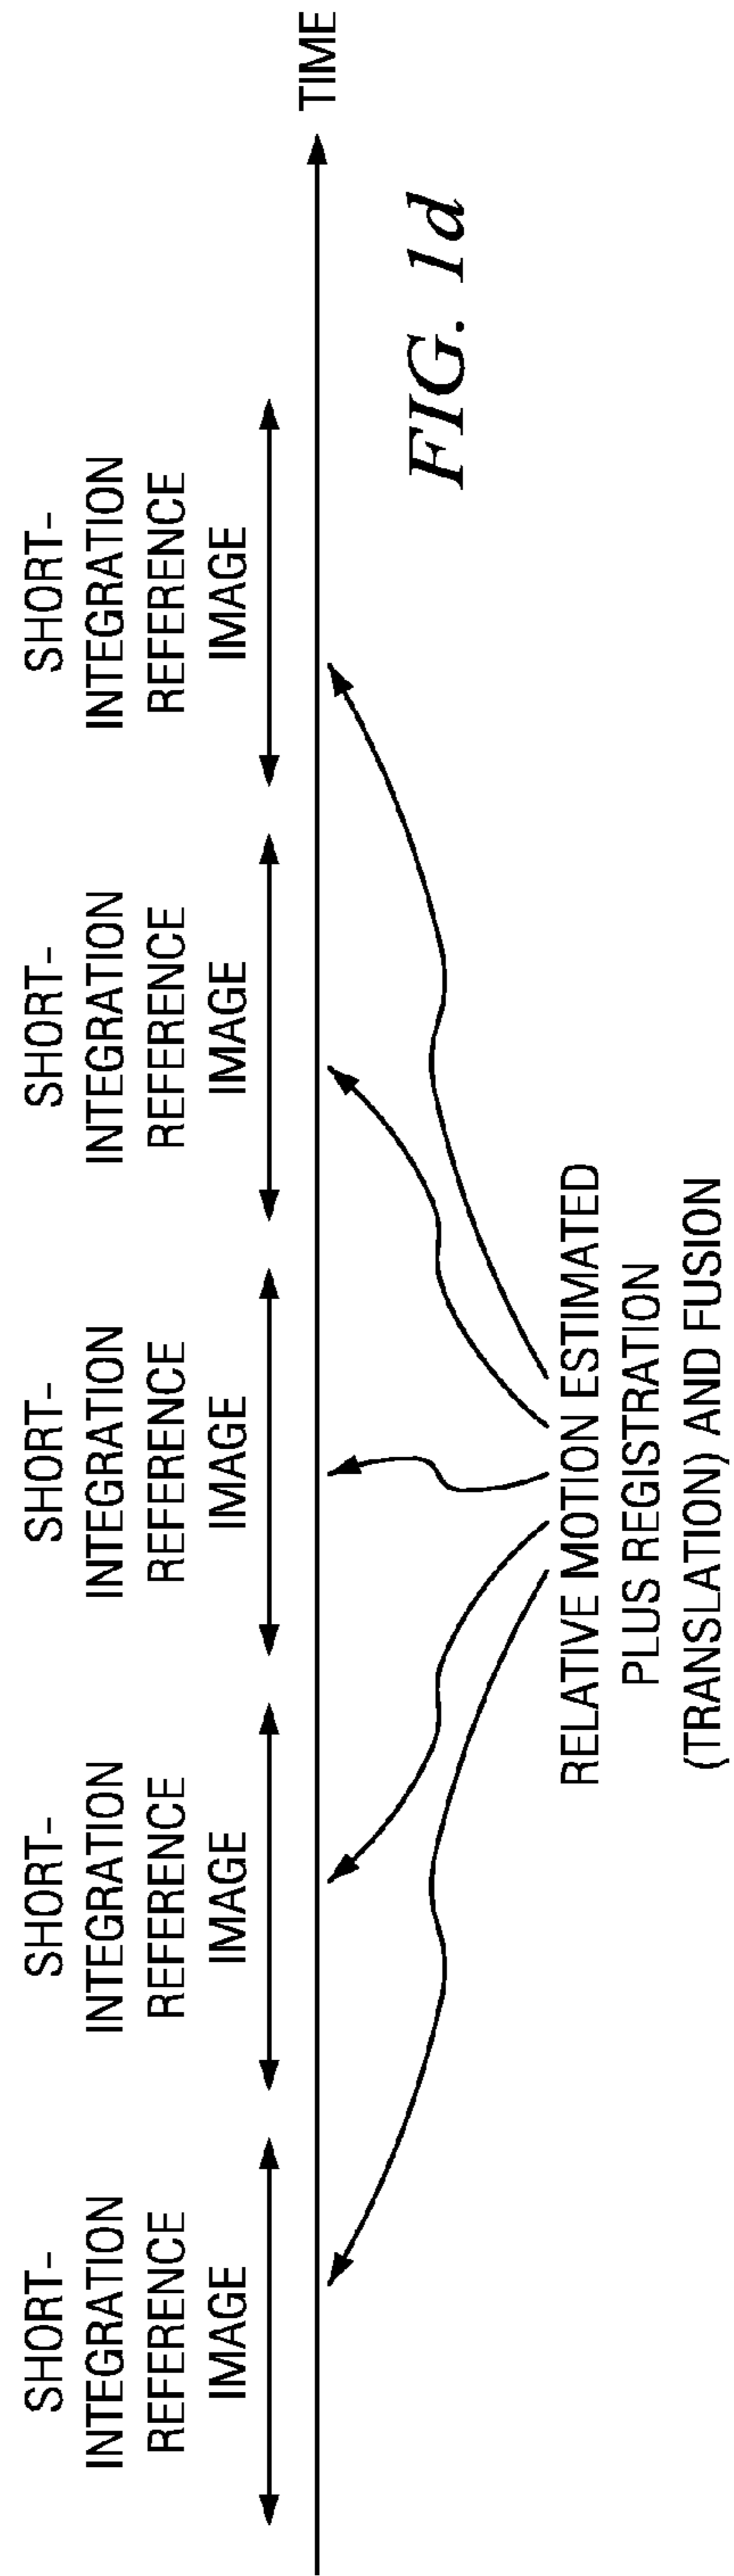 SHORT-
INTEGRATION
REFERENCE
IMAGE
SHORT-
INTEGRATION
REFERENCE
IMAGE
SHORT-
INTEGRATION
REFERENCE
IMAGE
SHORT-
INTEGRATION
REFERENCE
IMAGE
SHORT-
INTEGRATION
REFERENCE
IMAGE
TIME
RELATIVE MOTION ESTIMATED
PLUS REGISTRATION
(TRANSLATION) AND FUSION
FIG. 1d